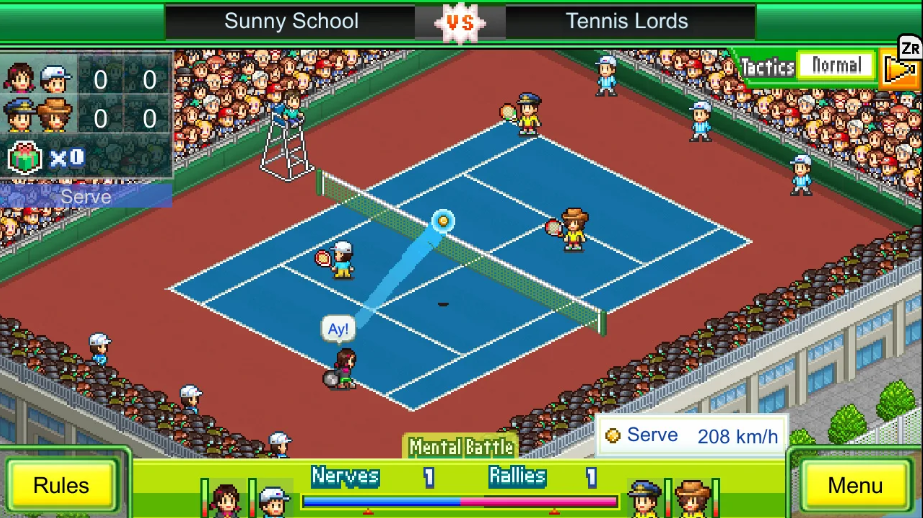 Sunny School VS Tennis Lords
ZR
Tactics Normal
0 0
0 0
x0
Serve
Ay!
Serve 208 km/h
Mental Battle
Nerves 1 Rallies 1
Rules
Menu